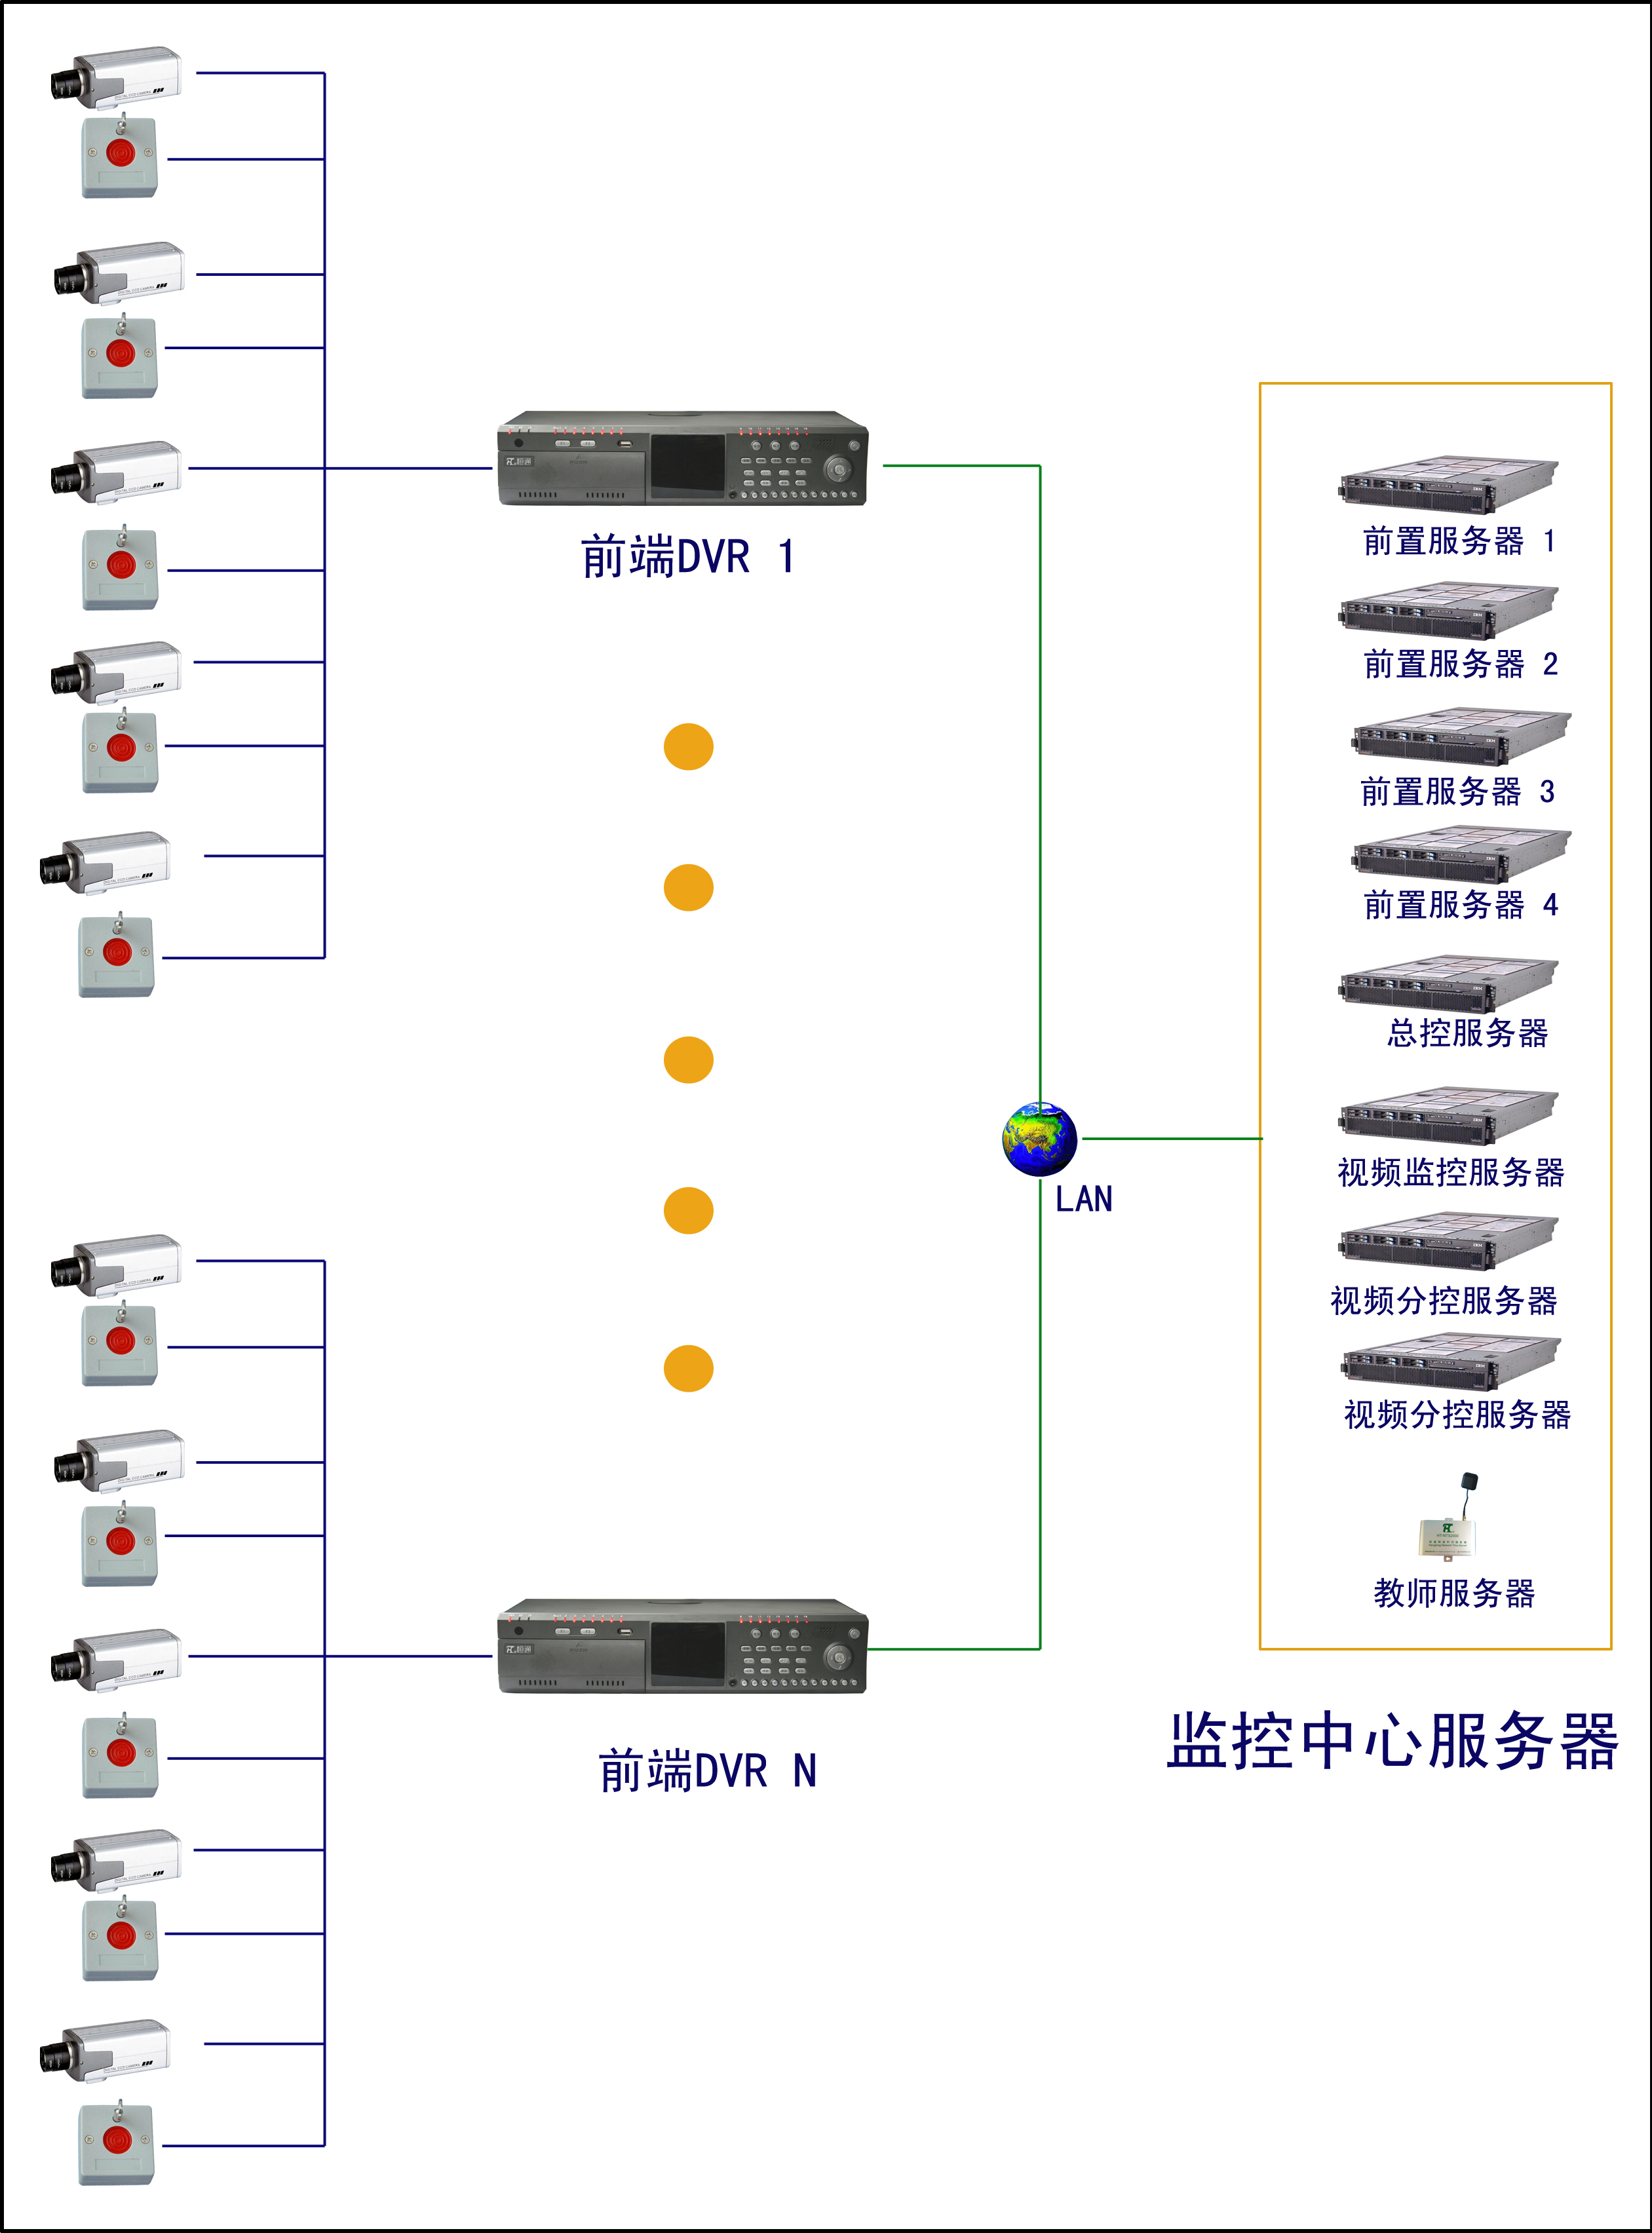 前端DVR 1
前端DVR N
LAN
前置服务器 1
前置服务器 2
前置服务器 3
前置服务器 4
总控服务器
视频监控服务器
视频分控服务器
视频分控服务器
教师服务器
监控中心服务器